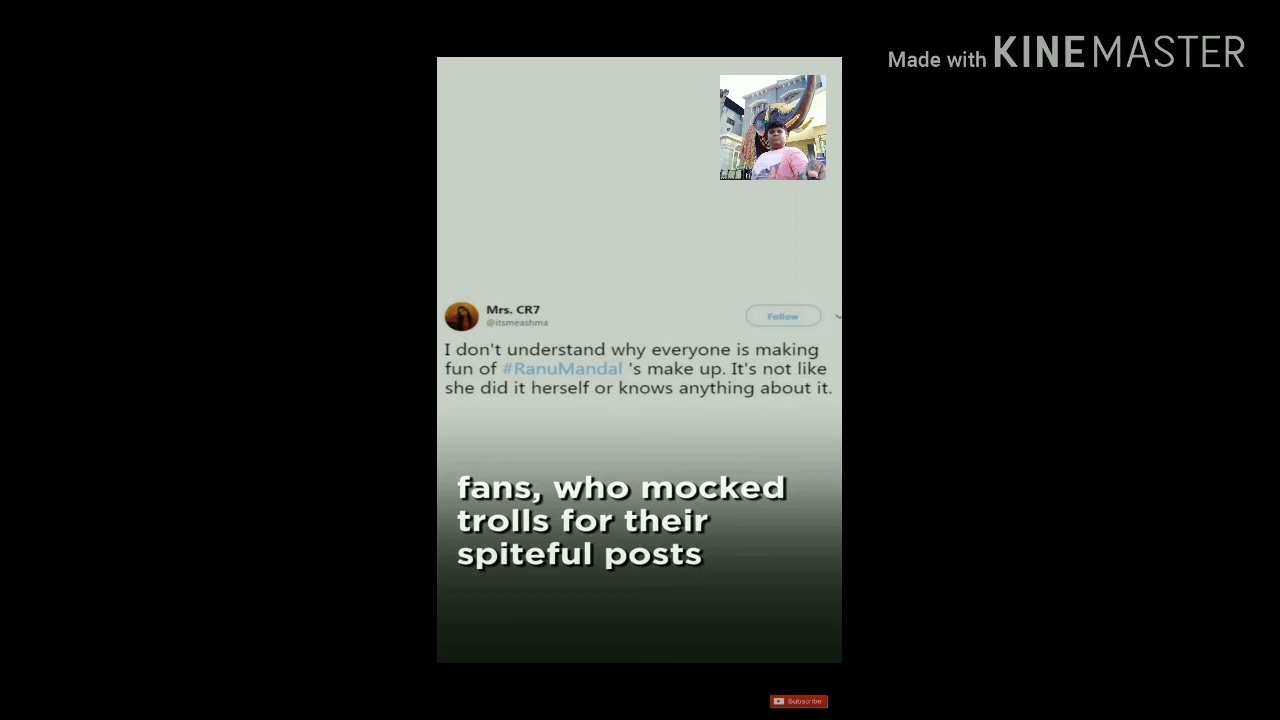 Made with KINEMASTER
Mrs. CR7
@itsmeashma
Follow
I don't understand why everyone is making
fun of #RanuMandal 's make up. It's not like
she did it herself or knows anything about it.
fans, who mocked
trolls for their
spiteful posts
Subscribe